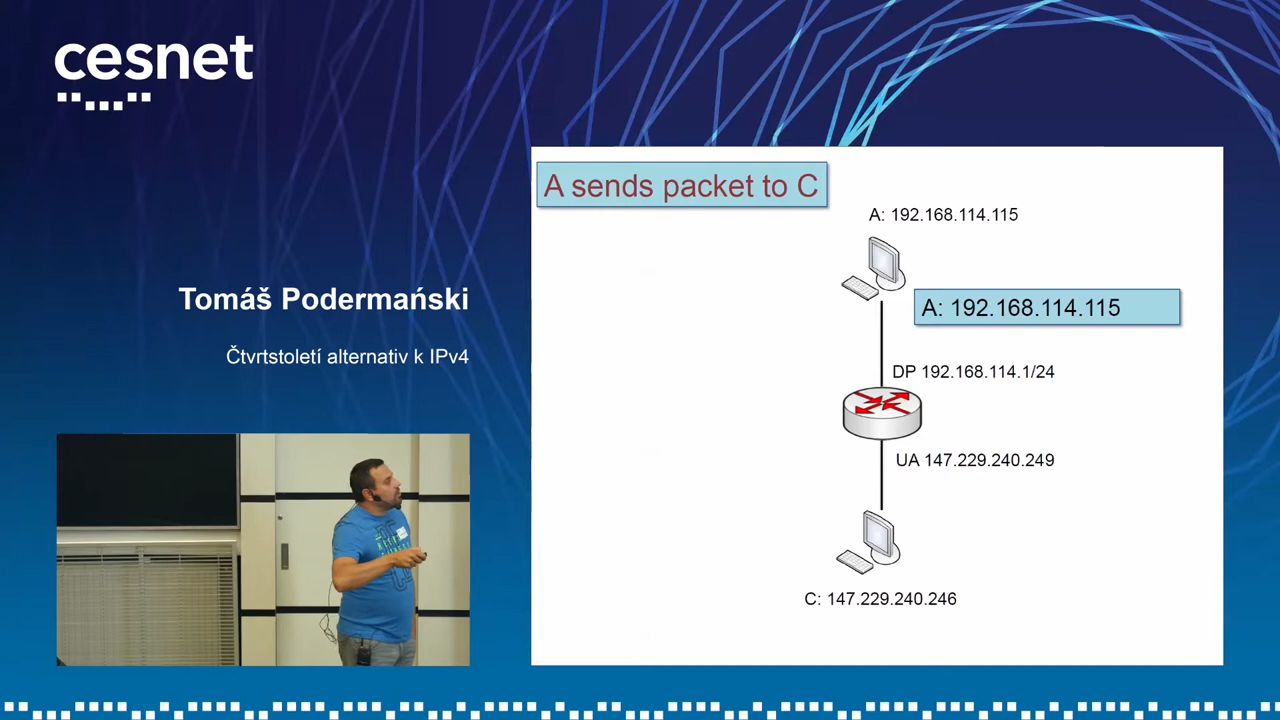 cesnet
Tomáš Podermański
Čtvrtstoletí alternativ k IPv4
A sends packet to C
A: 192.168.114.115
A: 192.168.114.115
DP 192.168.114.1/24
UA 147.229.240.249
C: 147.229.240.246